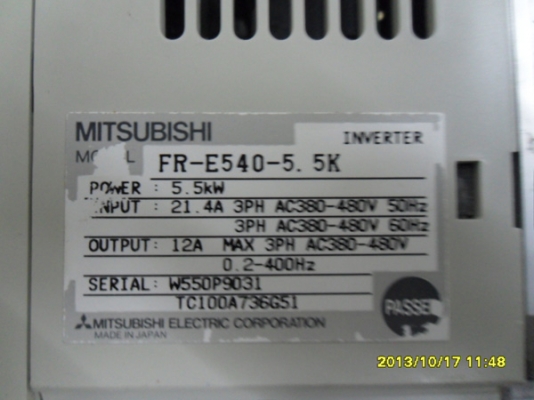 MITSUBISHI
INVERTER
MODEL FR-E540-5.5K
POWER : 5.5kW
INPUT : 21.4A 3PH AC380-480V 50Hz
3PH AC380-480V 60Hz
OUTPUT: 12A MAX 3PH AC380-480V
0.2-400Hz
SERIAL: W550P9031
TC100A736G51
PASSED
MITSUBISHI ELECTRIC CORPORATION
MADE IN JAPAN
2013/10/17 11:48